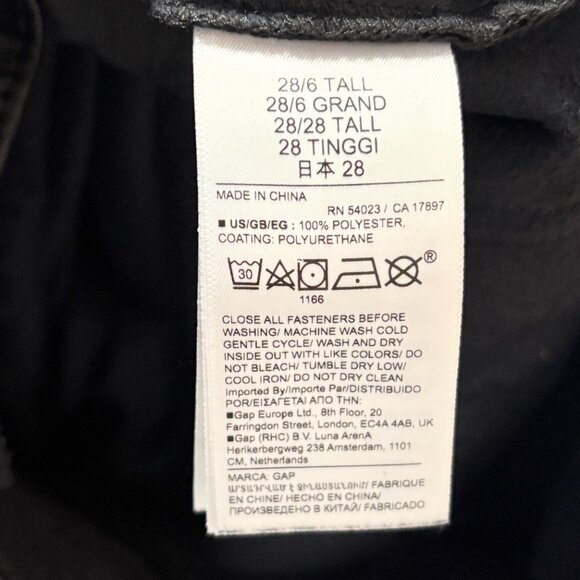 28/6 TALL
28/6 GRAND
28/28 TALL
28 TINGGI
日本 28
MADE IN CHINA
RN 54023 / CA 17897
■ US/GB/EG : 100% POLYESTER,
COATING: POLYURETHANE
30
®
1166
CLOSE ALL FASTENERS BEFORE
WASHING/ MACHINE WASH COLD
GENTLE CYCLE/ WASH AND DRY
INSIDE OUT WITH LIKE COLORS/ DO
NOT BLEACH/ TUMBLE DRY LOW/
COOL IRON/ DO NOT DRY CLEAN
Imported By/Importe Par/DISTRIBUIDO
POR/ΕΙΣΑΓΕΤΑΙ ΑΠΟ ΤΗΝ:
■Gap Europe Ltd., 8th Floor, 20
Farringdon Street, London, EC4A 4AB, UK
■Gap (RHC) B.V. Luna ArenA
Herikerbergweg 238 Amsterdam, 1101
CM, Netherlands
MARCA: GAP
ԱՐՏԱԴՐՎԱԾ Է ՉԻՆԱՍՏԱՆՈՒՄ/ FABRIQUE
EN CHINE/ HECHO EN CHINA/
ПРОИЗВЕДЕНО В КИТАЙ/ FABRICADO